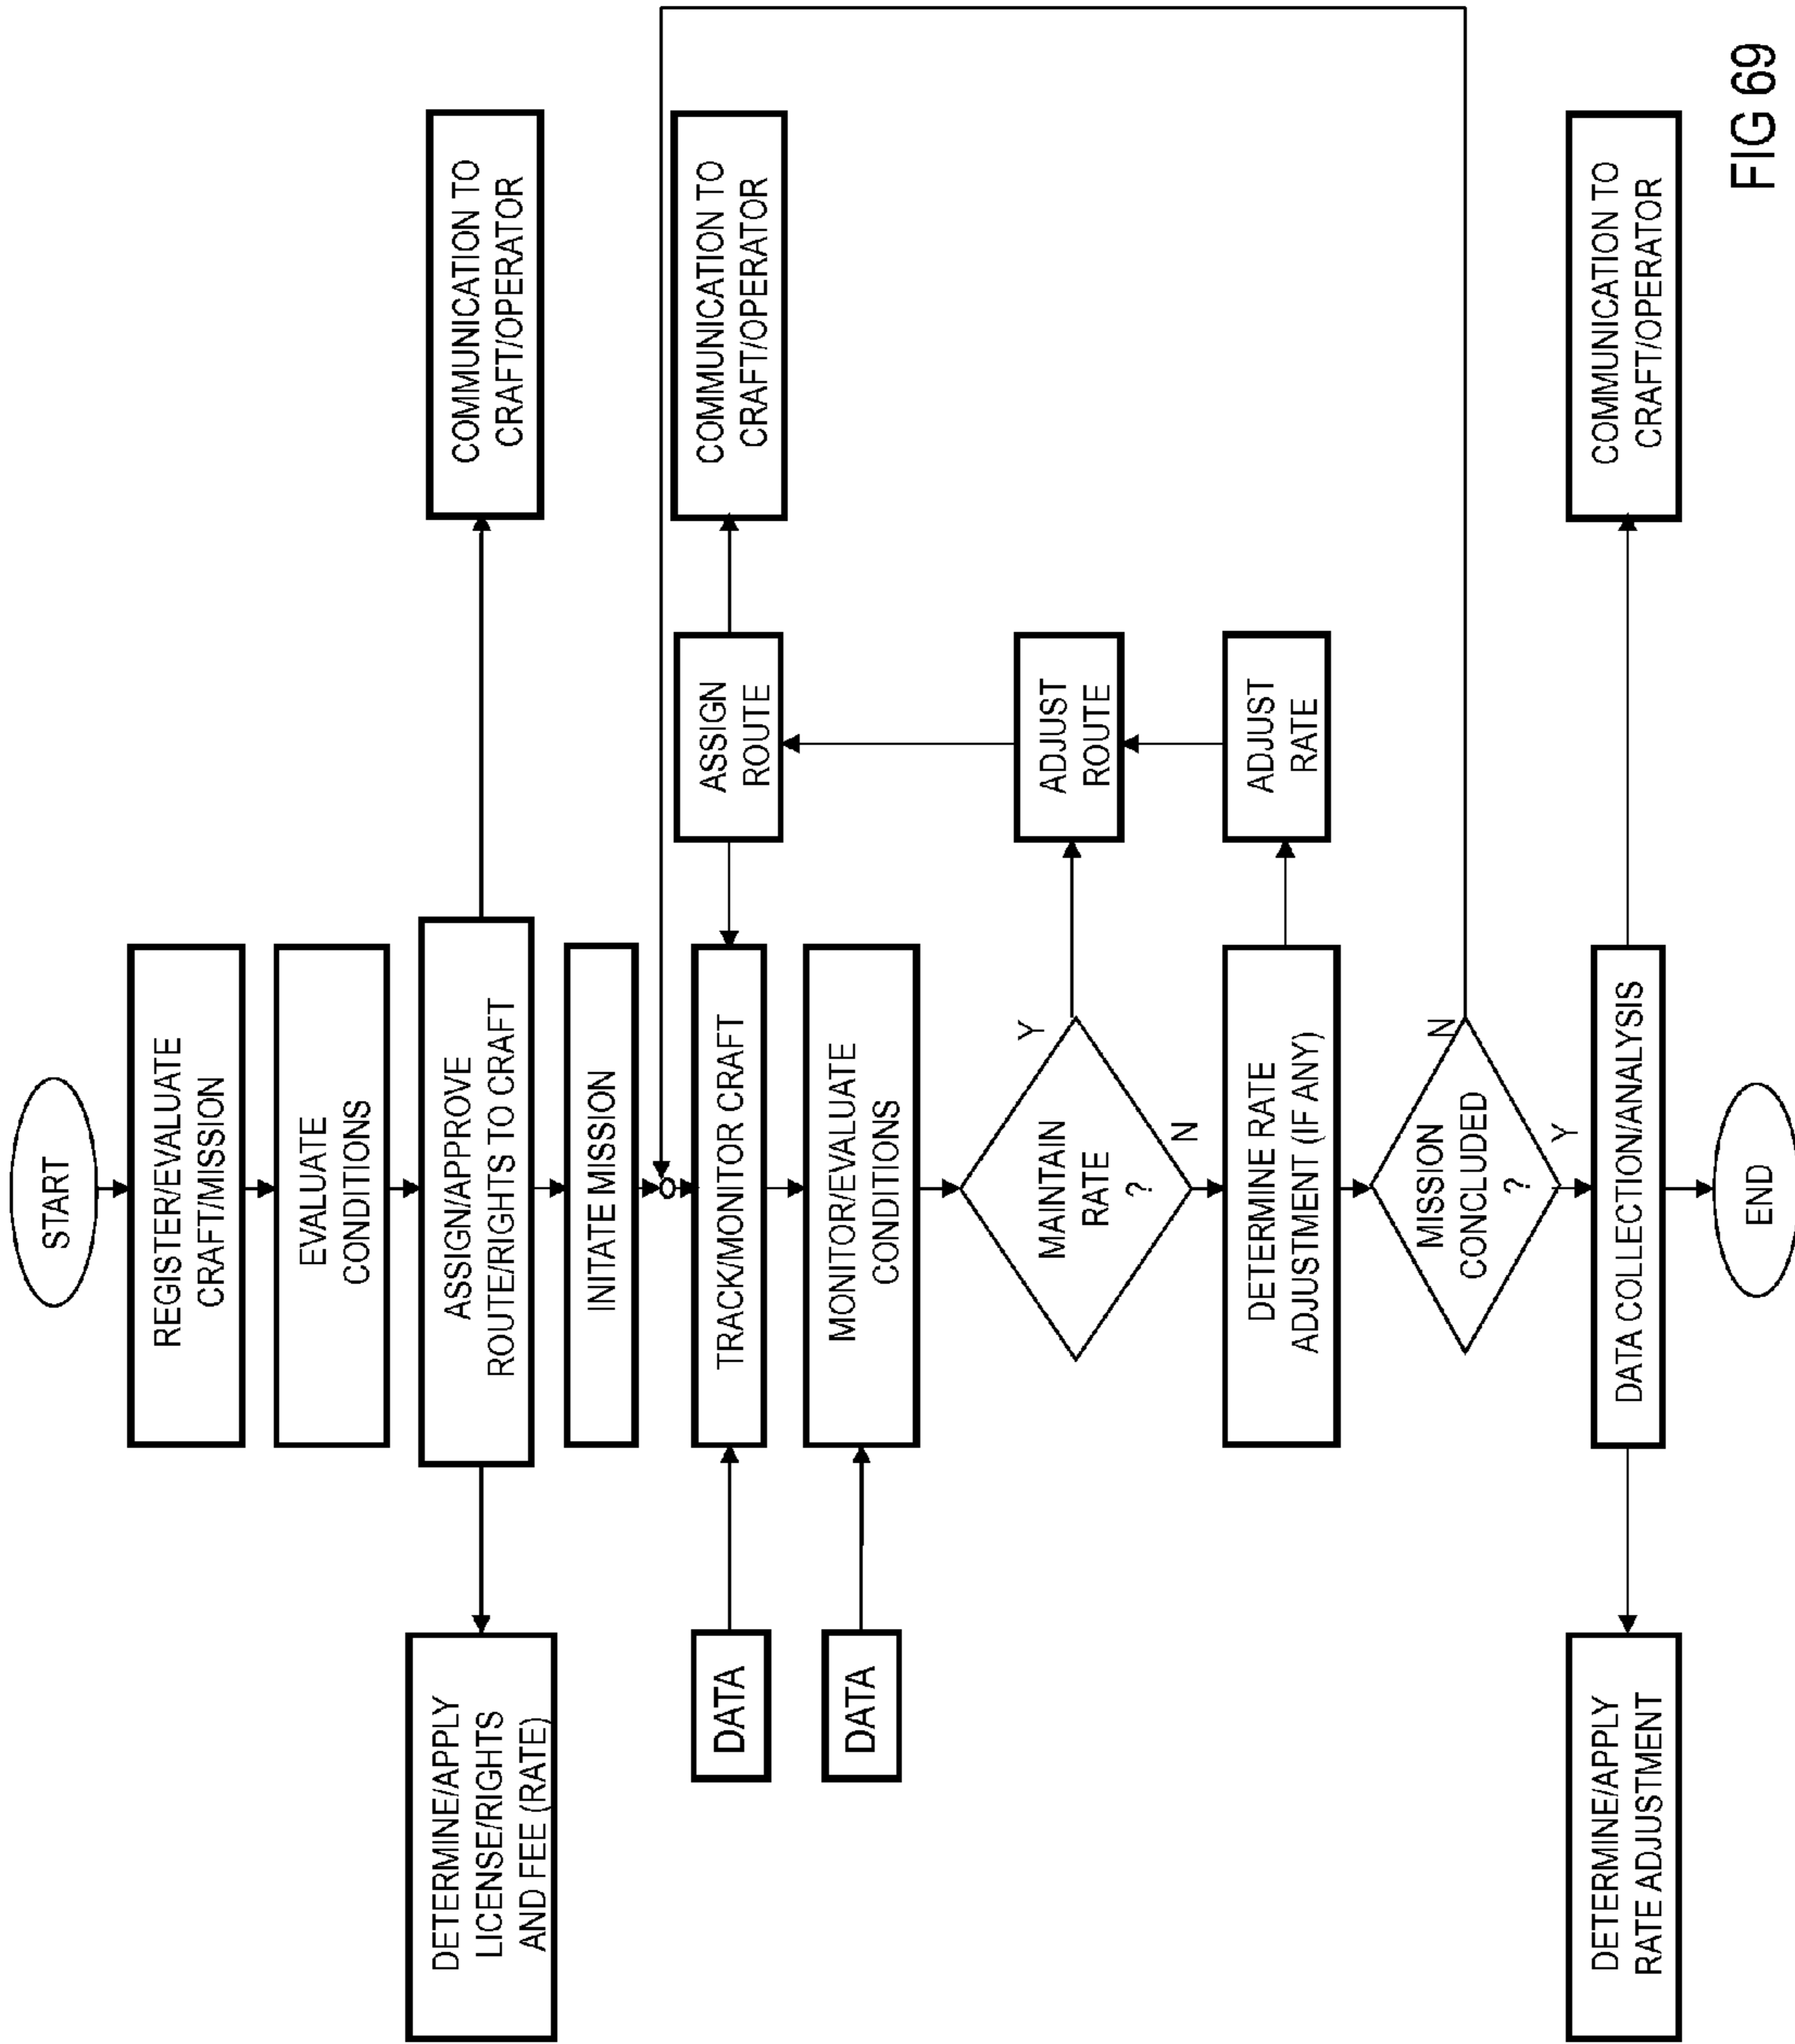 START
REGISTER/EVALUATE
CRAFT/MISSION
EVALUATE
CONDITIONS
DETERMINE/APPLY
LICENSE/RIGHTS
AND FEE (RATE)
ASSIGN/APPROVE
ROUTE/RIGHTS TO CRAFT
COMMUNICATION TO
CRAFT/OPERATOR
INITATE MISSION
DATA
TRACK/MONITOR CRAFT
ASSIGN
ROUTE
COMMUNICATION TO
CRAFT/OPERATOR
DATA
MONITOR/EVALUATE
CONDITIONS
MAINTAIN
RATE
?
Y
N
ADJUST
ROUTE
DETERMINE RATE
ADJUSTMENT (IF ANY)
ADJUST
RATE
MISSION
CONCLUDED
?
N
Y
DETERMINE/APPLY
RATE ADJUSTMENT
DATA COLLECTION/ANALYSIS
COMMUNICATION TO
CRAFT/OPERATOR
END
FIG 69